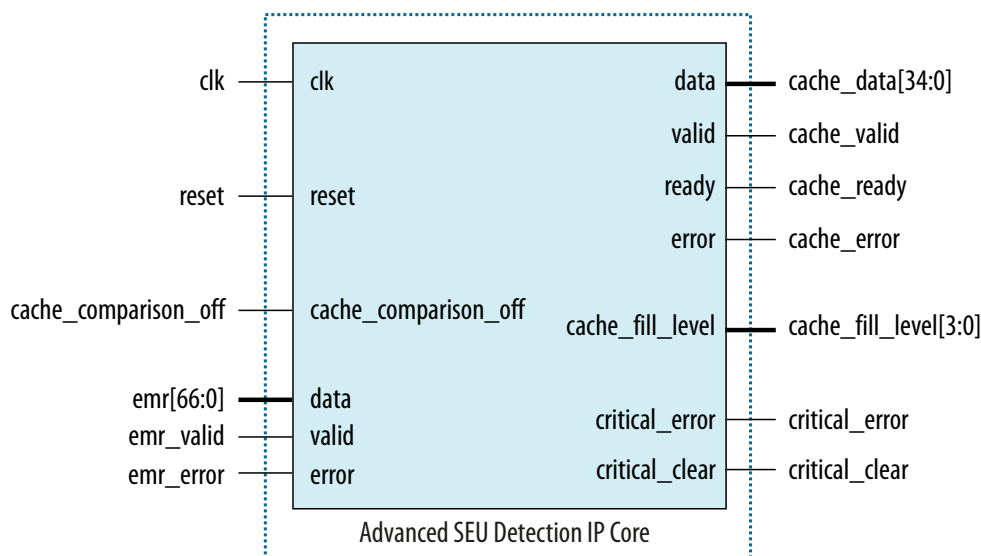 clk clk data cache_data[34:0]
valid cache_valid
reset reset ready cache_ready
error cache_error
cache_comparison_off cache_comparison_off
cache_fill_level cache_fill_level[3:0]
emr[66:0] data
critical_error critical_error
emr_valid valid
critical_clear critical_clear
emr_error error
Advanced SEU Detection IP Core